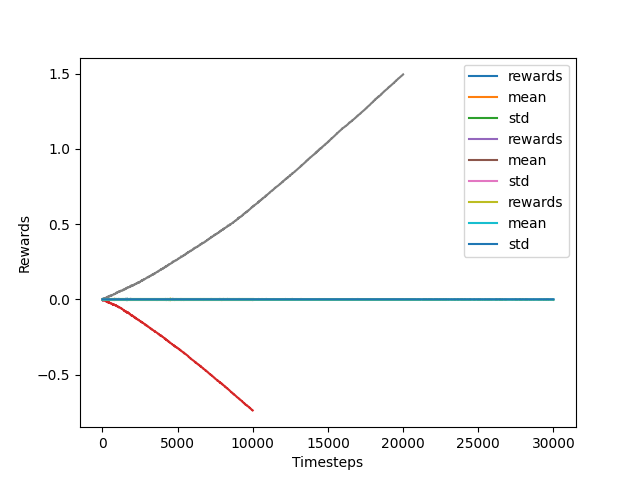 1.5
1.0
0.5
0.0
−0.5
Rewards
0
5000
10000
15000
20000
25000
30000
Timesteps
rewards
mean
std
rewards
mean
std
rewards
mean
std